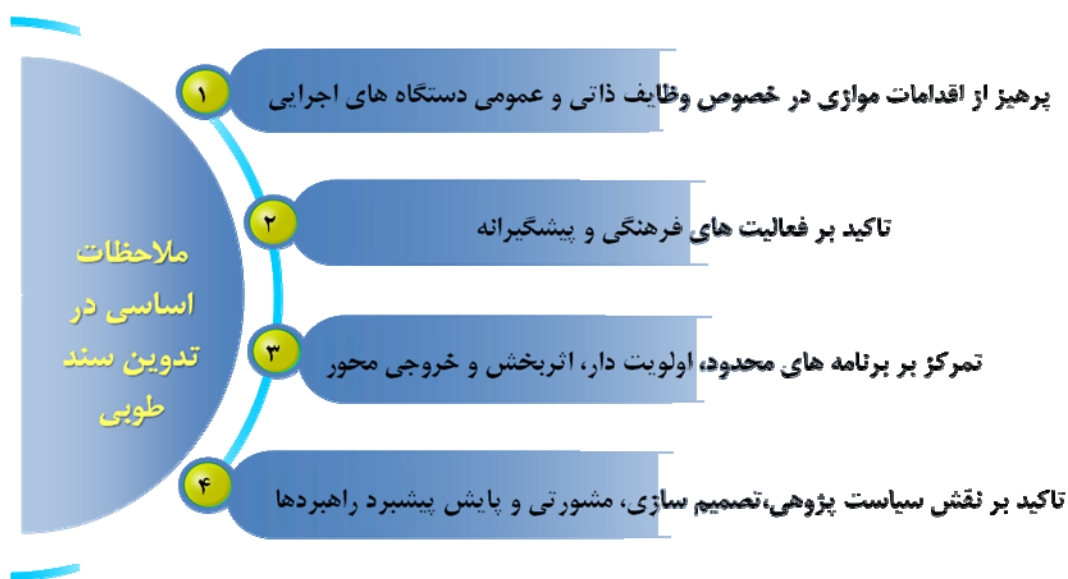 ملاحظات
اساسی در
تدوین سند
طوبی
۱
پرهیز از اقدامات موازی در خصوص وظایف ذاتی و عمومی دستگاه های اجرایی
۲
تاکید بر فعالیت های فرهنگی و پیشگیرانه
۳
تمرکز بر برنامه های محدود، اولویت دار، اثربخش و خروجی محور
۴
تاکید بر نقش سیاست پژوهی،تصمیم سازی، مشورتی و پایش پیشبرد راهبردها